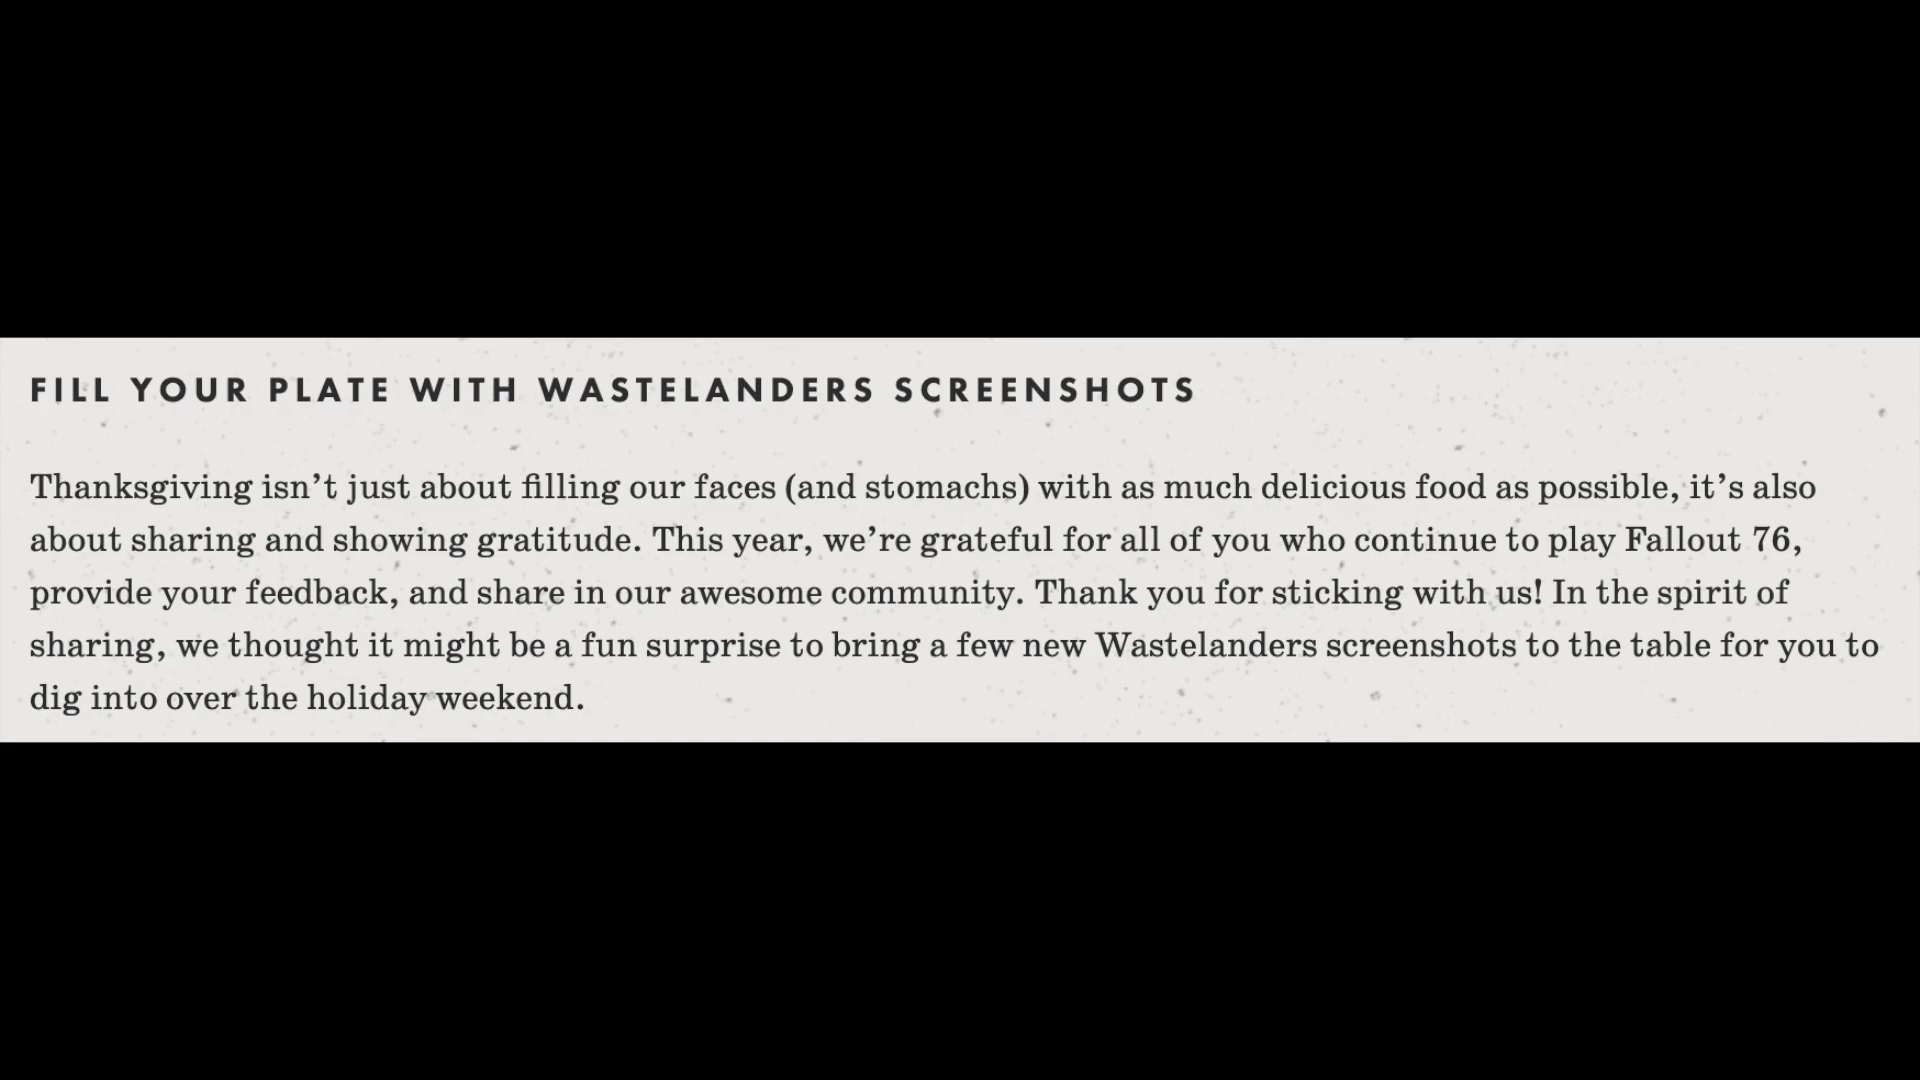 FILL YOUR PLATE WITH WASTELANDERS SCREENSHOTS
Thanksgiving isn’t just about filling our faces (and stomachs) with as much delicious food as possible, it’s also
about sharing and showing gratitude. This year, we’re grateful for all of you who continue to play Fallout 76,
provide your feedback, and share in our awesome community. Thank you for sticking with us! In the spirit of
sharing, we thought it might be a fun surprise to bring a few new Wastelanders screenshots to the table for you to
dig into over the holiday weekend.